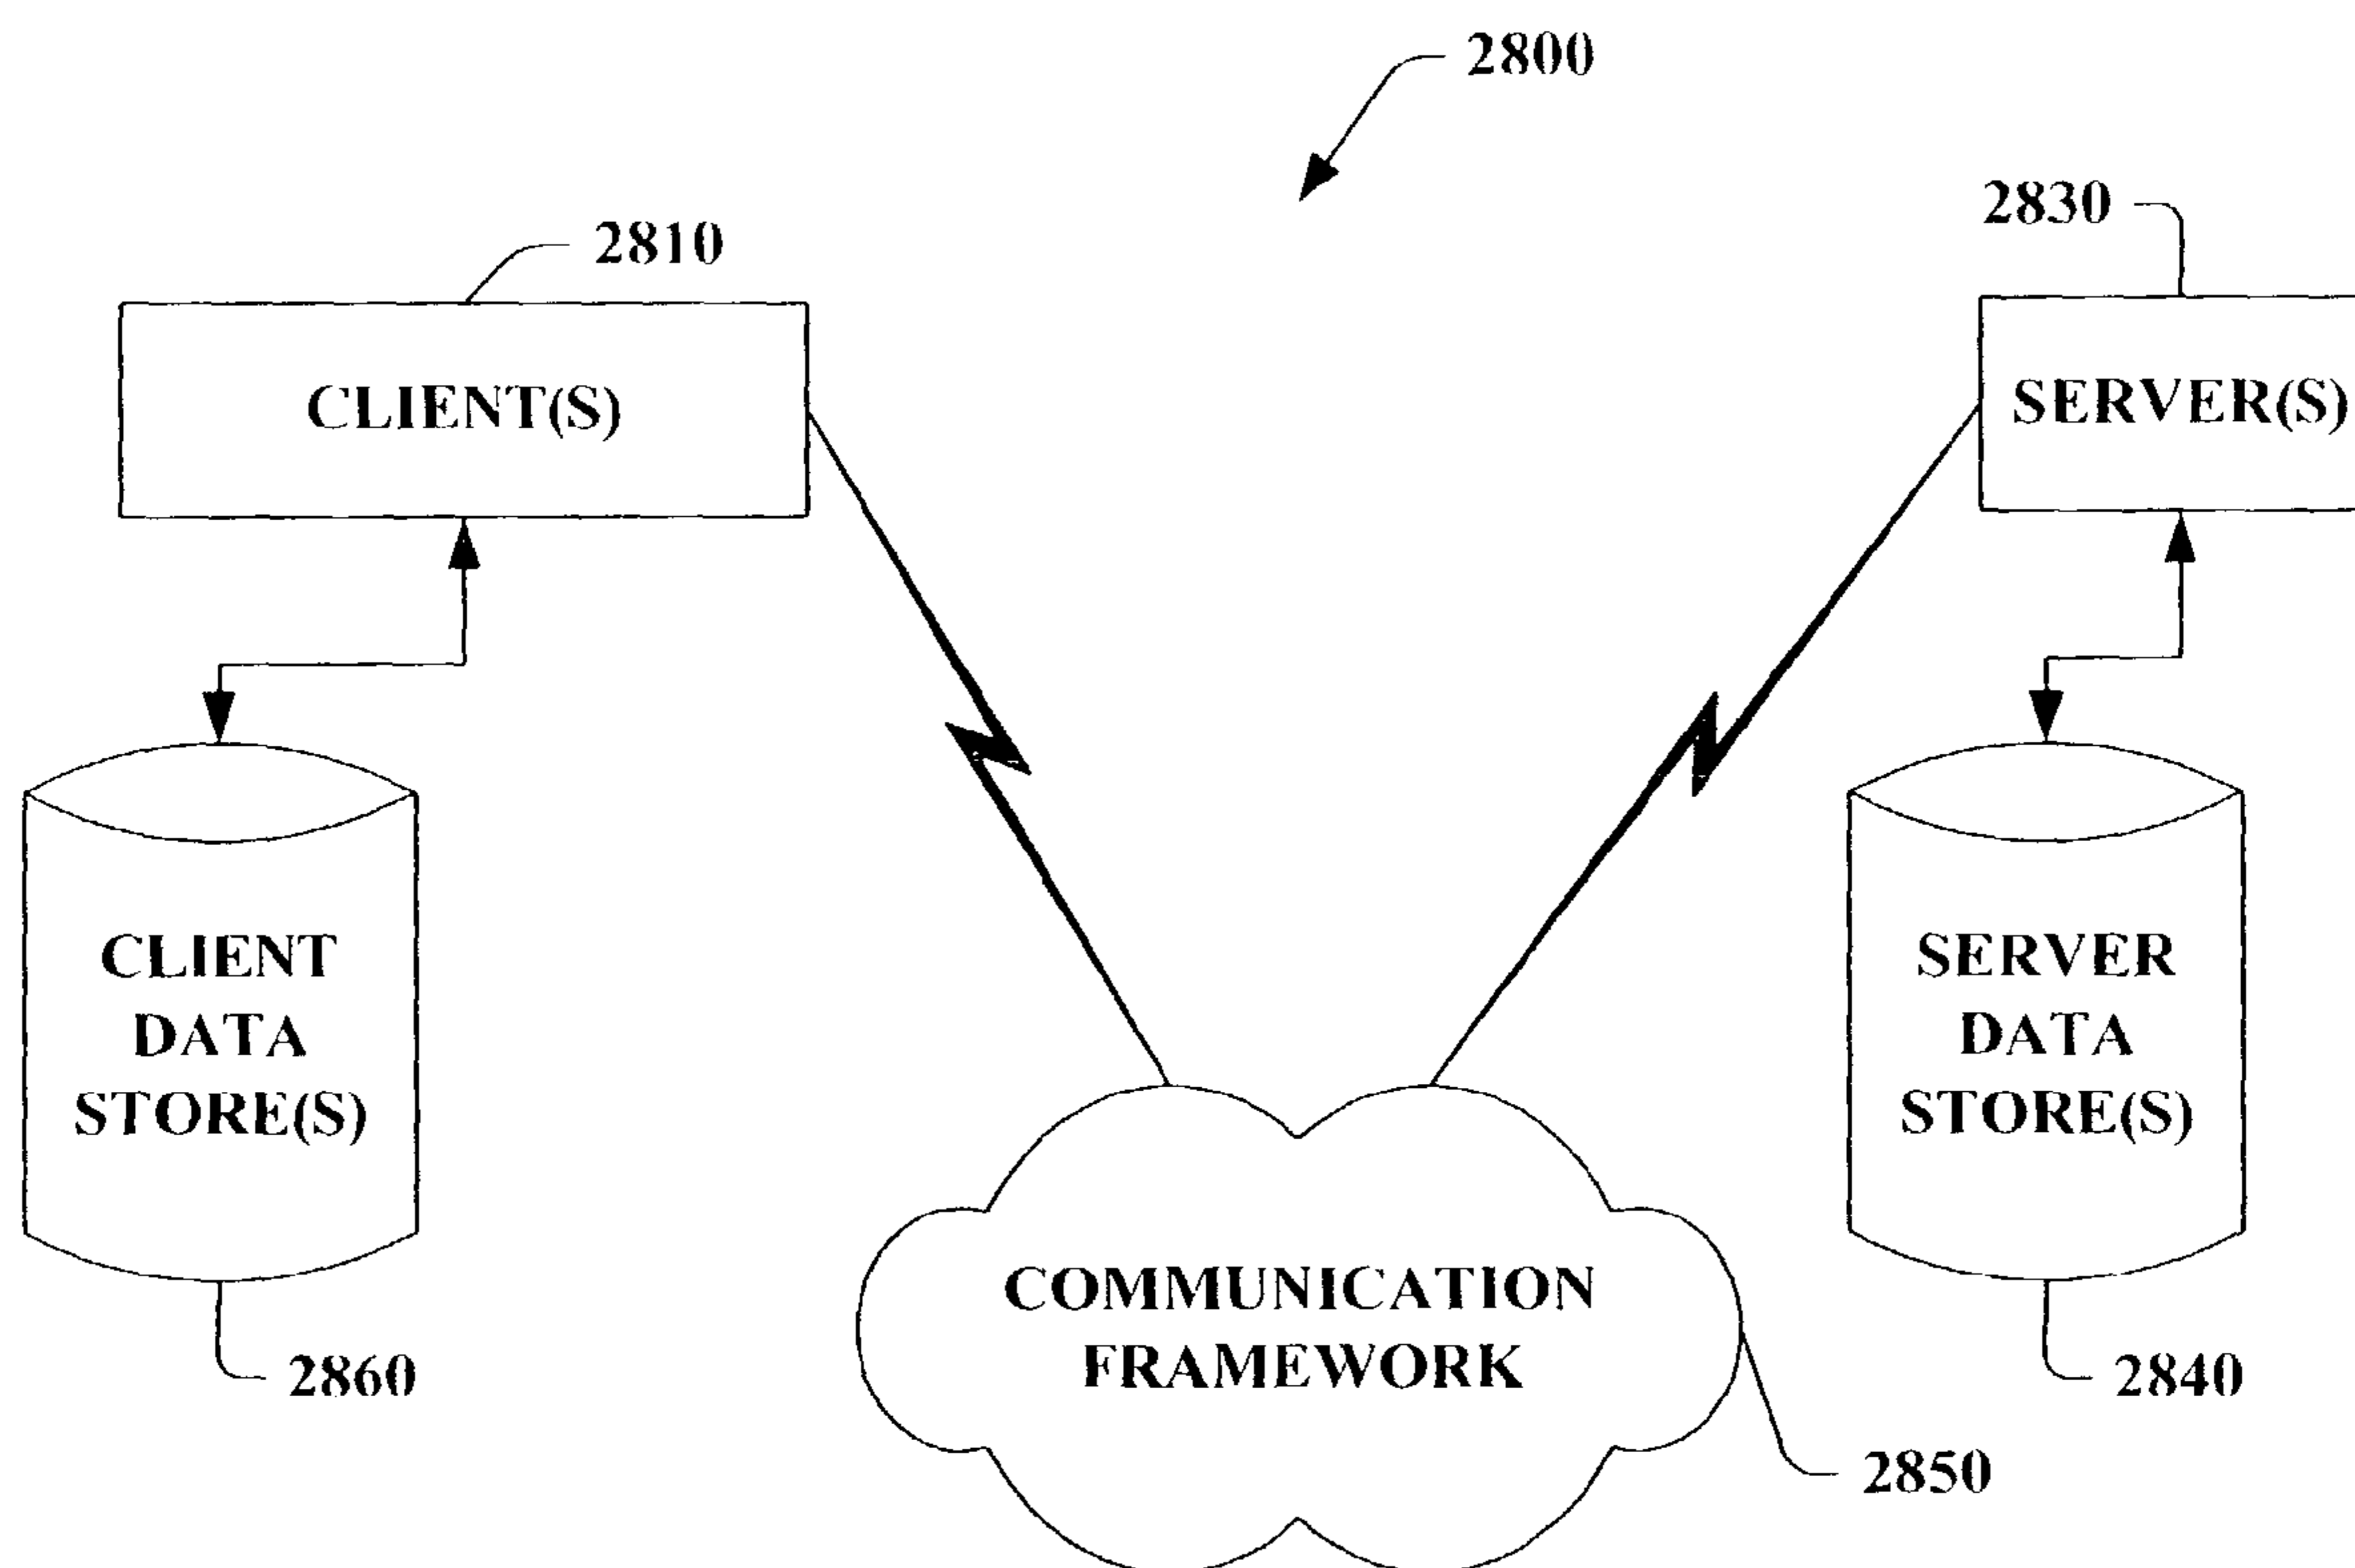 2800
2830
2810
CLIENT(S)
SERVER(S)
CLIENT
DATA
STORE(S)
SERVER
DATA
STORE(S)
COMMUNICATION
FRAMEWORK
2860
2840
2850